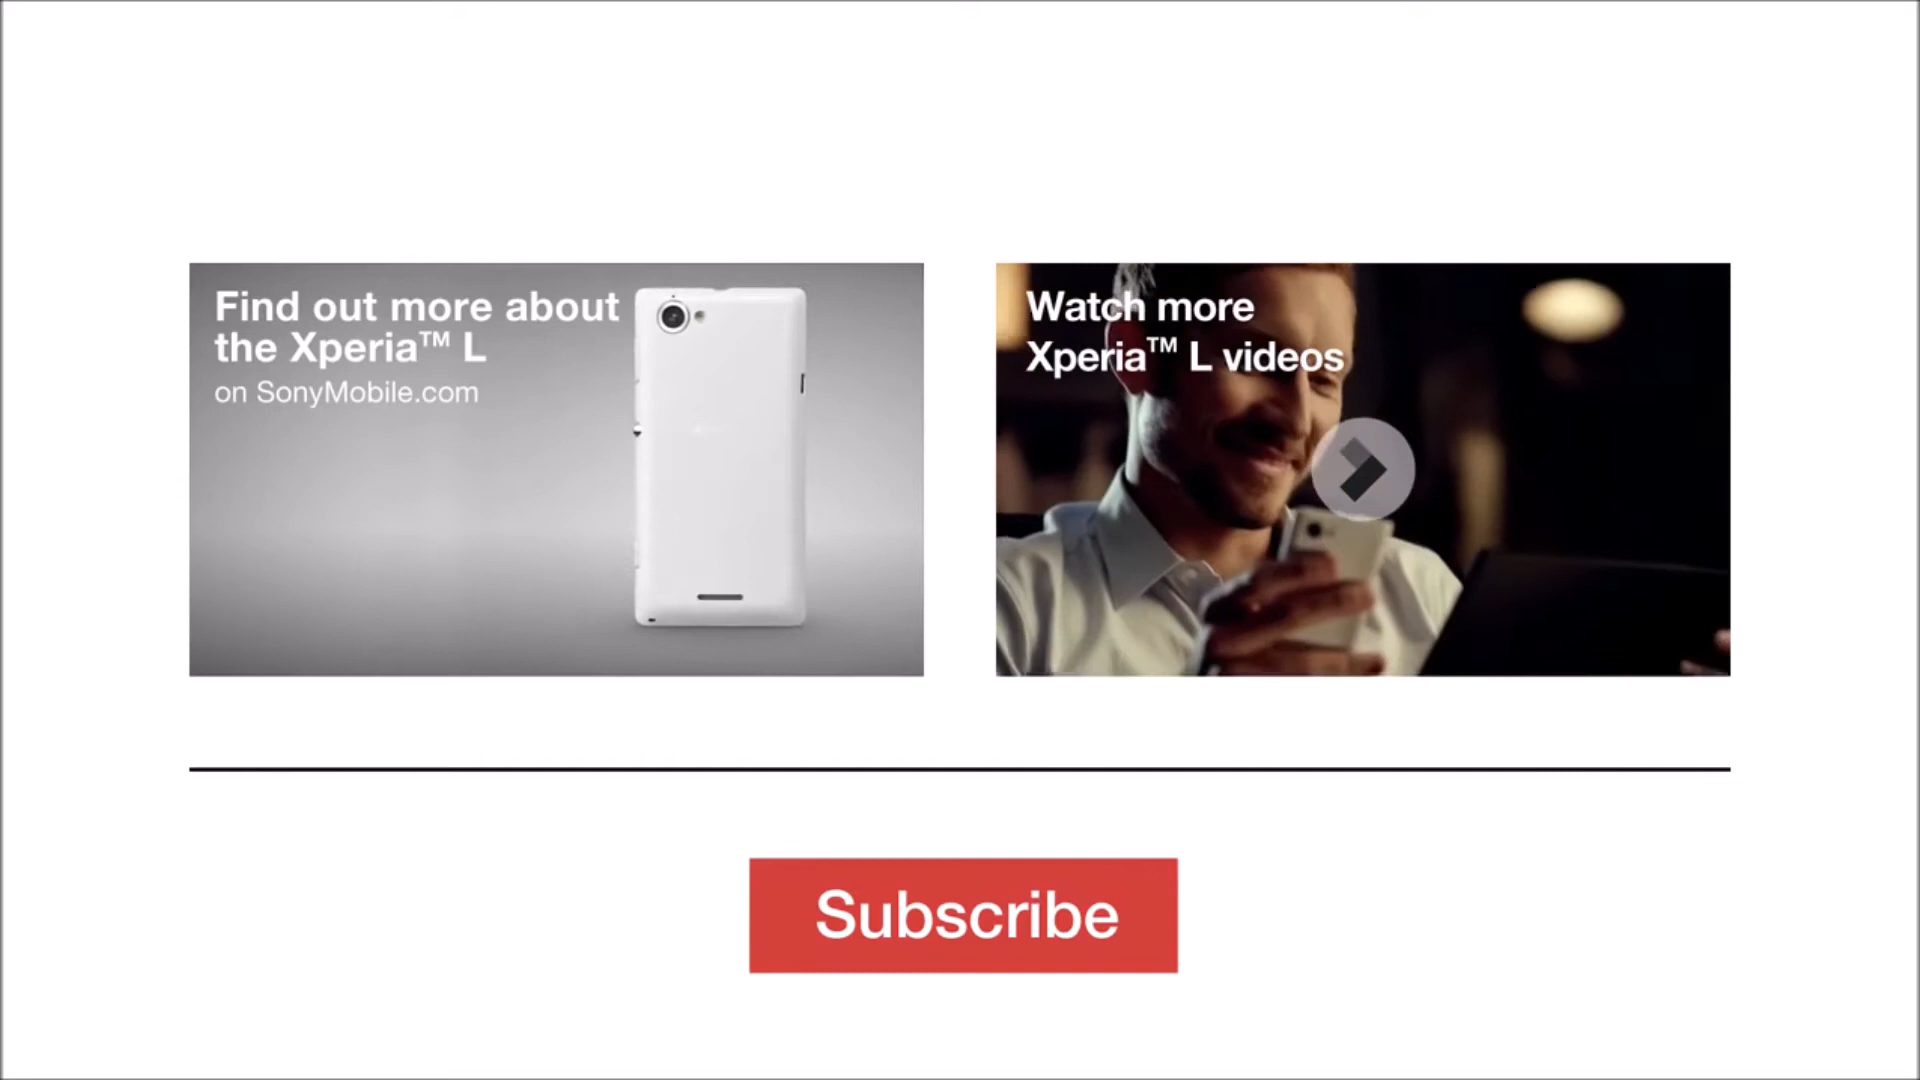 Find out more about
the Xperia™ L
on SonyMobile.com
Watch more
Xperia™ L videos
Subscribe